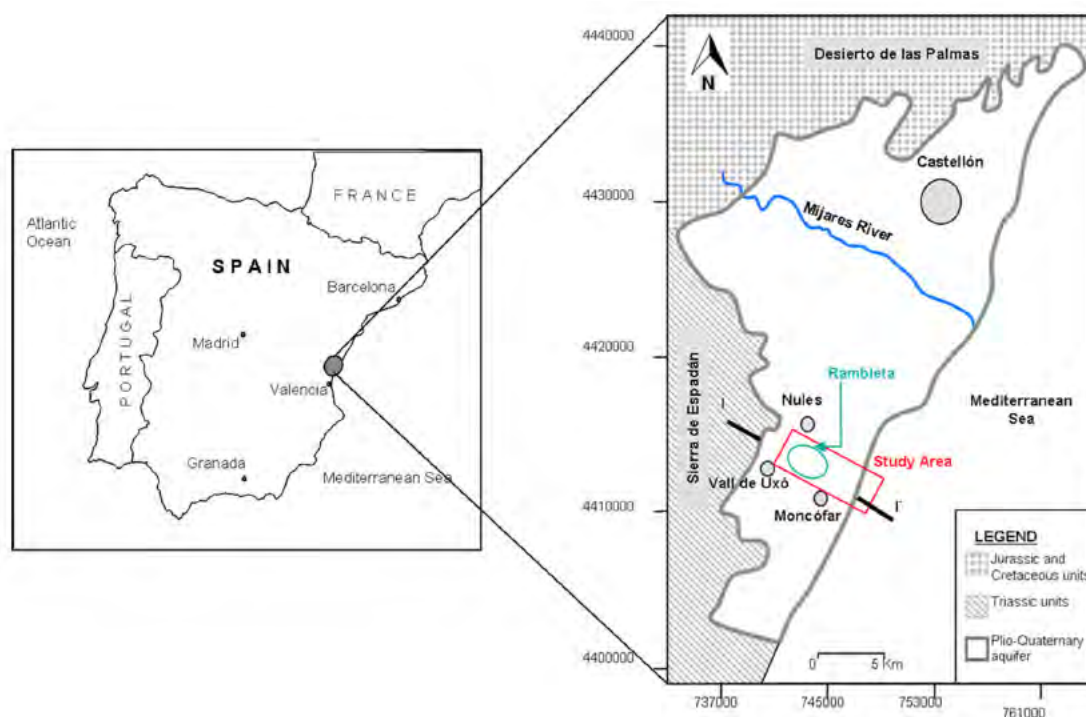 Atlantic
Ocean
FRANCE
SPAIN
Barcelona
PORTUGAL
Madrid
Valencia
Granada
Mediterranean Sea
4440000
4430000
4420000
4410000
4400000
N
Desierto de las Palmas
Castellón
Mijares River
Sierra de Espadán
Rambleta
Nules
Mediterranean
Sea
I
Study Area
Vall de Uxó
Moncófar
I'
LEGEND
Jurassic and
Cretaceous units
Triassic units
Plio-Quaternary
aquifer
0 5 Km
737000
745000
753000
761000